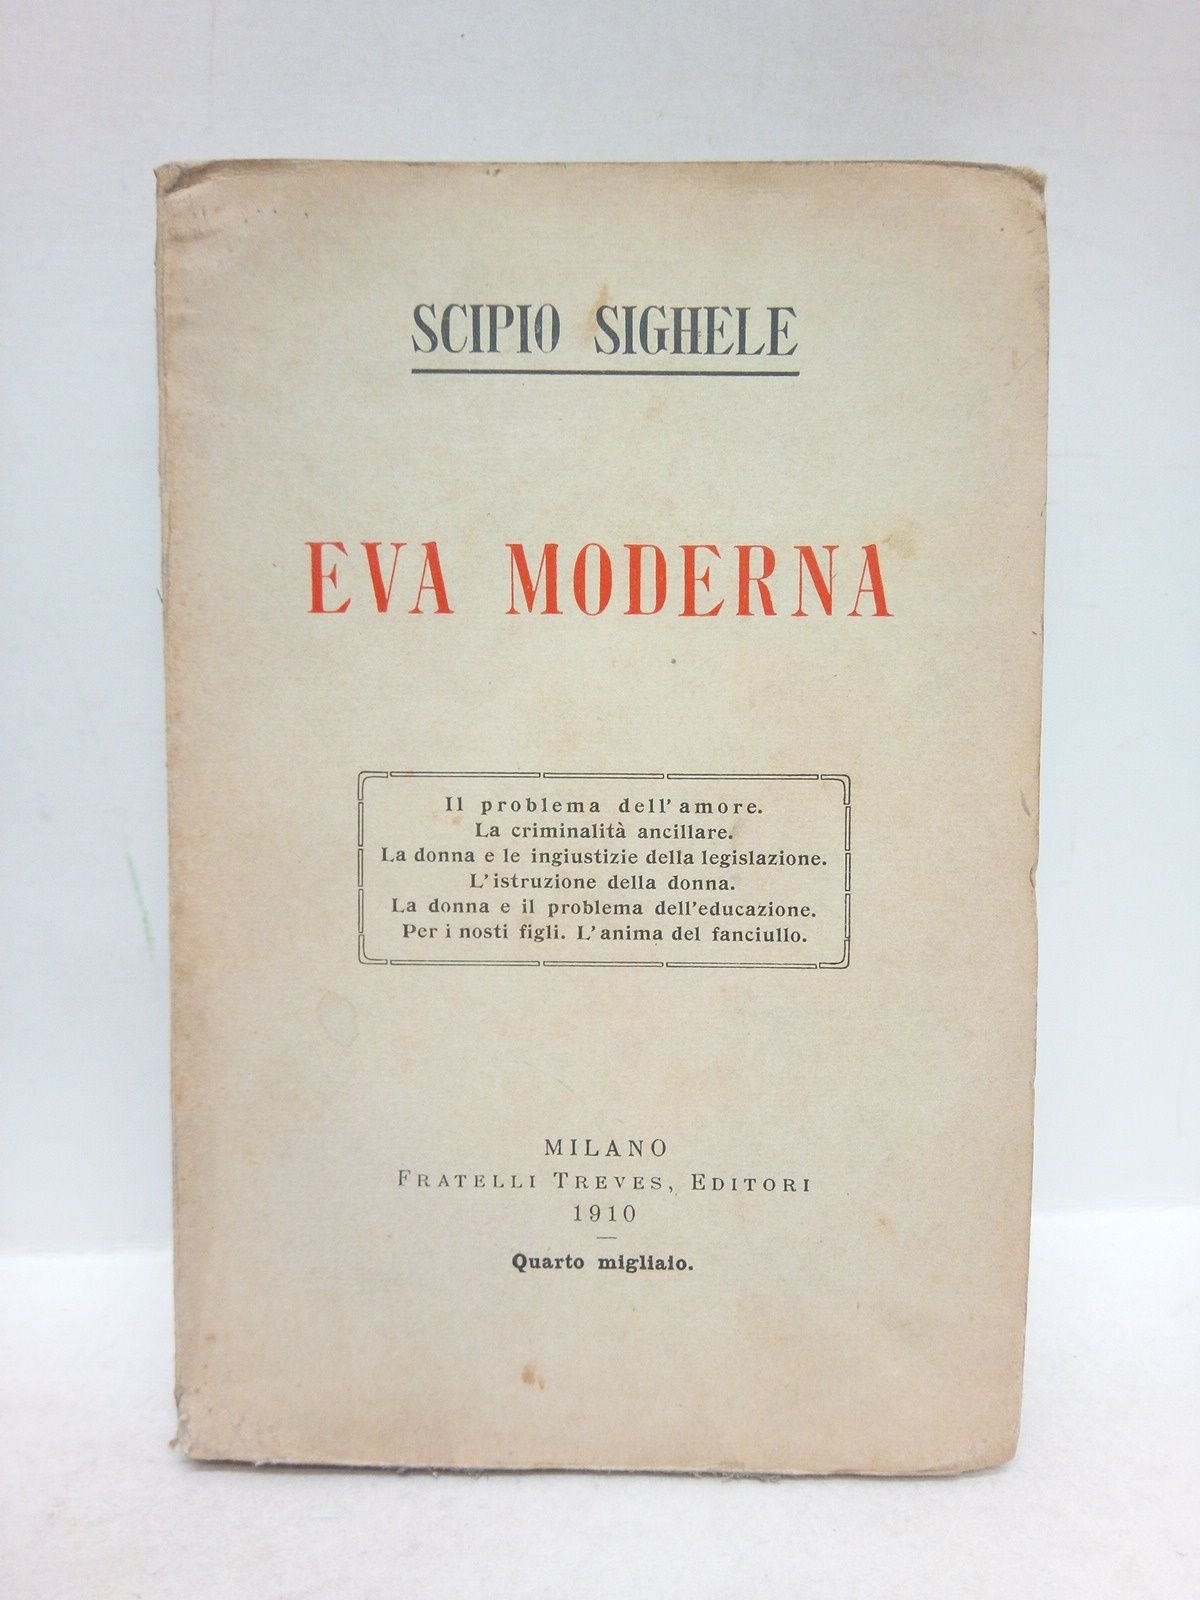 SCIPIO SIGHELE
EVA MODERNA
Il problema dell'amore.
La criminalità ancillare.
La donna e le ingiustizie della legislazione.
L'istruzione della donna.
La donna e il problema dell'educazione.
Per i nosti figli. L'anima del fanciullo.
MILANO
FRATELLI TREVES, EDITORI
1910
Quarto migliaio.